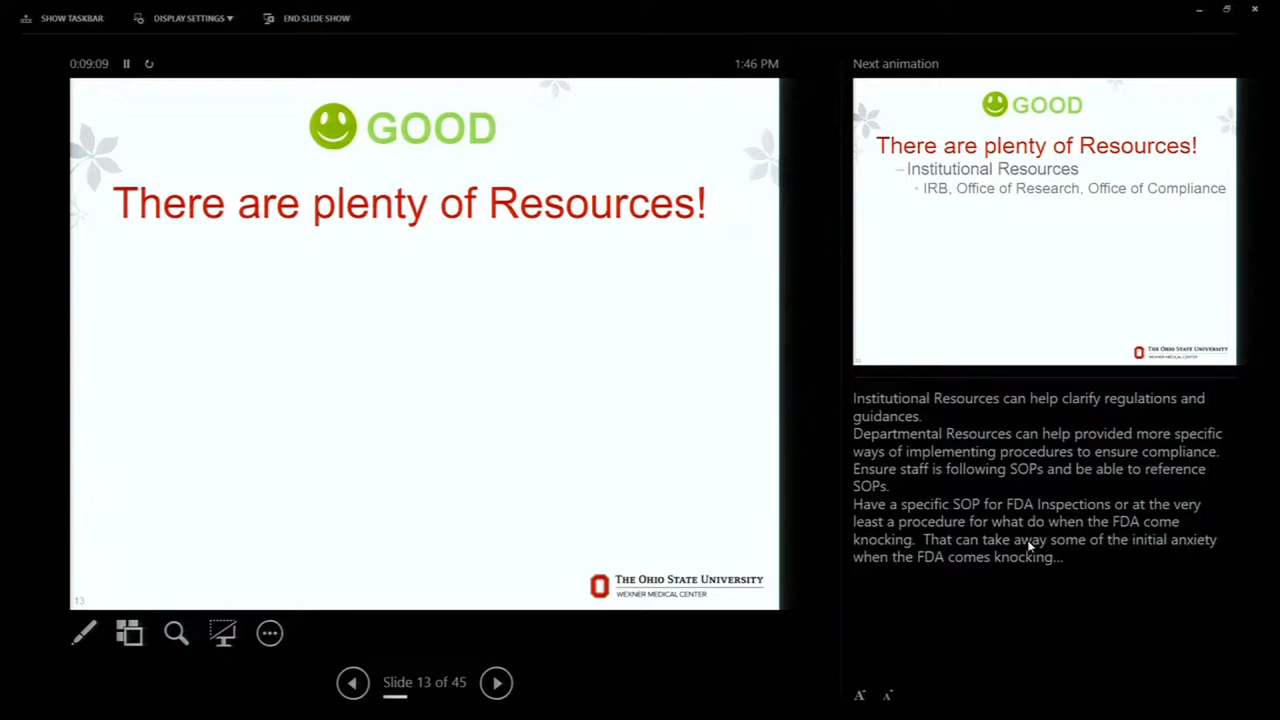 SHOW TASKBAR
DISPLAY SETTINGS ▼
END SLIDE SHOW
0:09:09
1:46 PM
GOOD
There are plenty of Resources!
THE OHIO STATE UNIVERSITY
WEXNER MEDICAL CENTER
13
Slide 13 of 45
Next animation
GOOD
There are plenty of Resources!
– Institutional Resources
• IRB, Office of Research, Office of Compliance
THE OHIO STATE UNIVERSITY
WEXNER MEDICAL CENTER
Institutional Resources can help clarify regulations and
guidances.
Departmental Resources can help provided more specific
ways of implementing procedures to ensure compliance.
Ensure staff is following SOPs and be able to reference
SOPs.
Have a specific SOP for FDA Inspections or at the very
least a procedure for what do when the FDA come
knocking.  That can take away some of the initial anxiety
when the FDA comes knocking...
A A